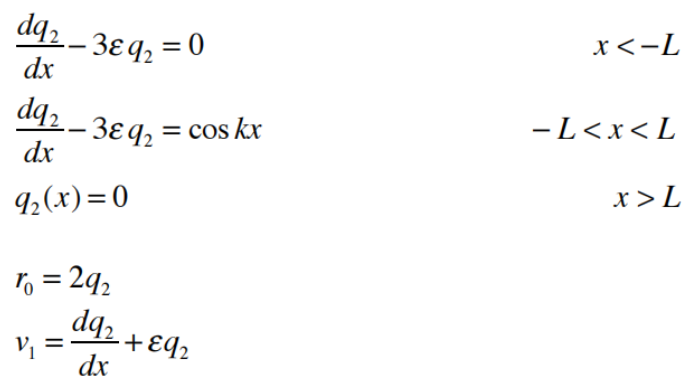 dq₂/dx − 3εq₂ = 0    x < −L
dq₂/dx − 3εq₂ = cos kx    − L < x < L
q₂(x) = 0    x > L
r₀ = 2q₂
v₁ = dq₂/dx + εq₂